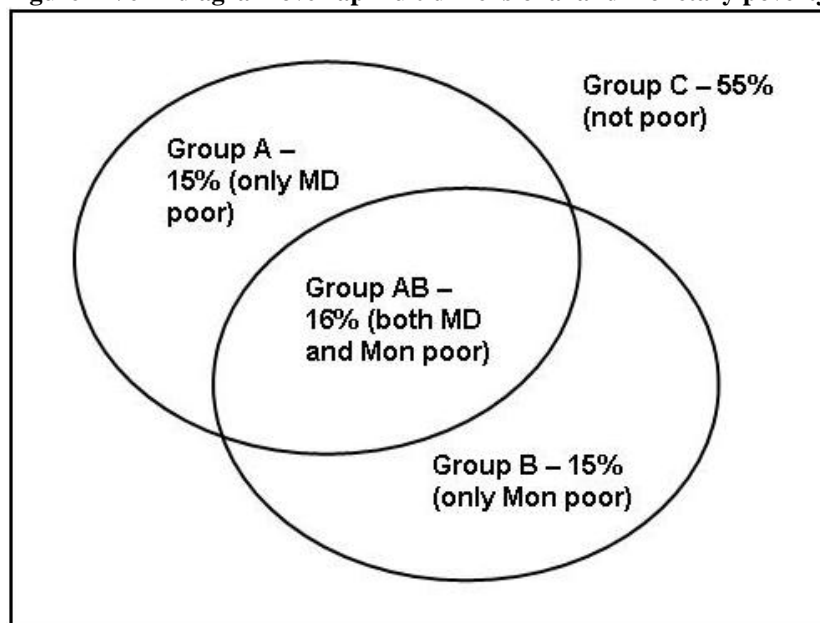 Group C – 55%
(not poor)
Group A –
15% (only MD
poor)
Group AB –
16% (both MD
and Mon poor)
Group B – 15%
(only Mon poor)